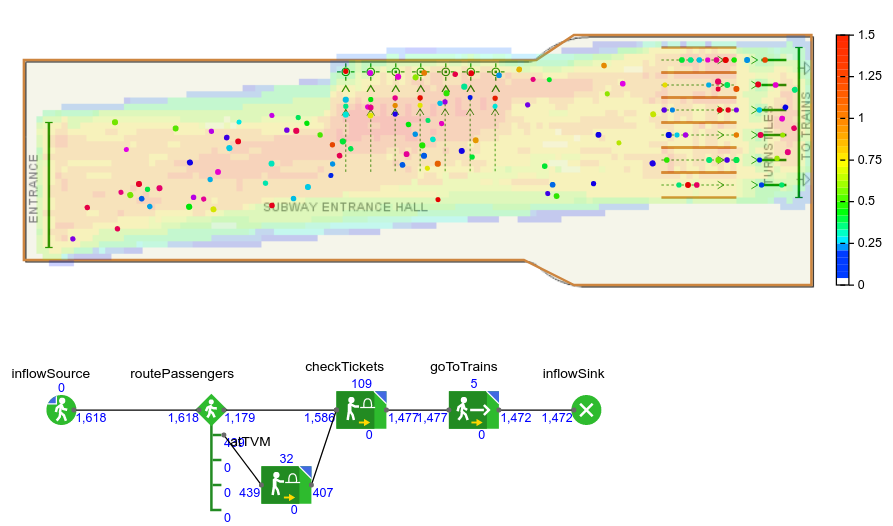 1.5
1.25
1
0.75
0.5
0.25
0
ENTRANCE
SUBWAY ENTRANCE HALL
TURNSTILES
TO TRAINS
inflowSource
routePassengers
checkTickets
goToTrains
inflowSink
0
109
5
1,618
1,618
1,179
1,586
1,477
1,477
1,472
1,472
0
0
439
atTVM
0
32
0
439
407
0
0